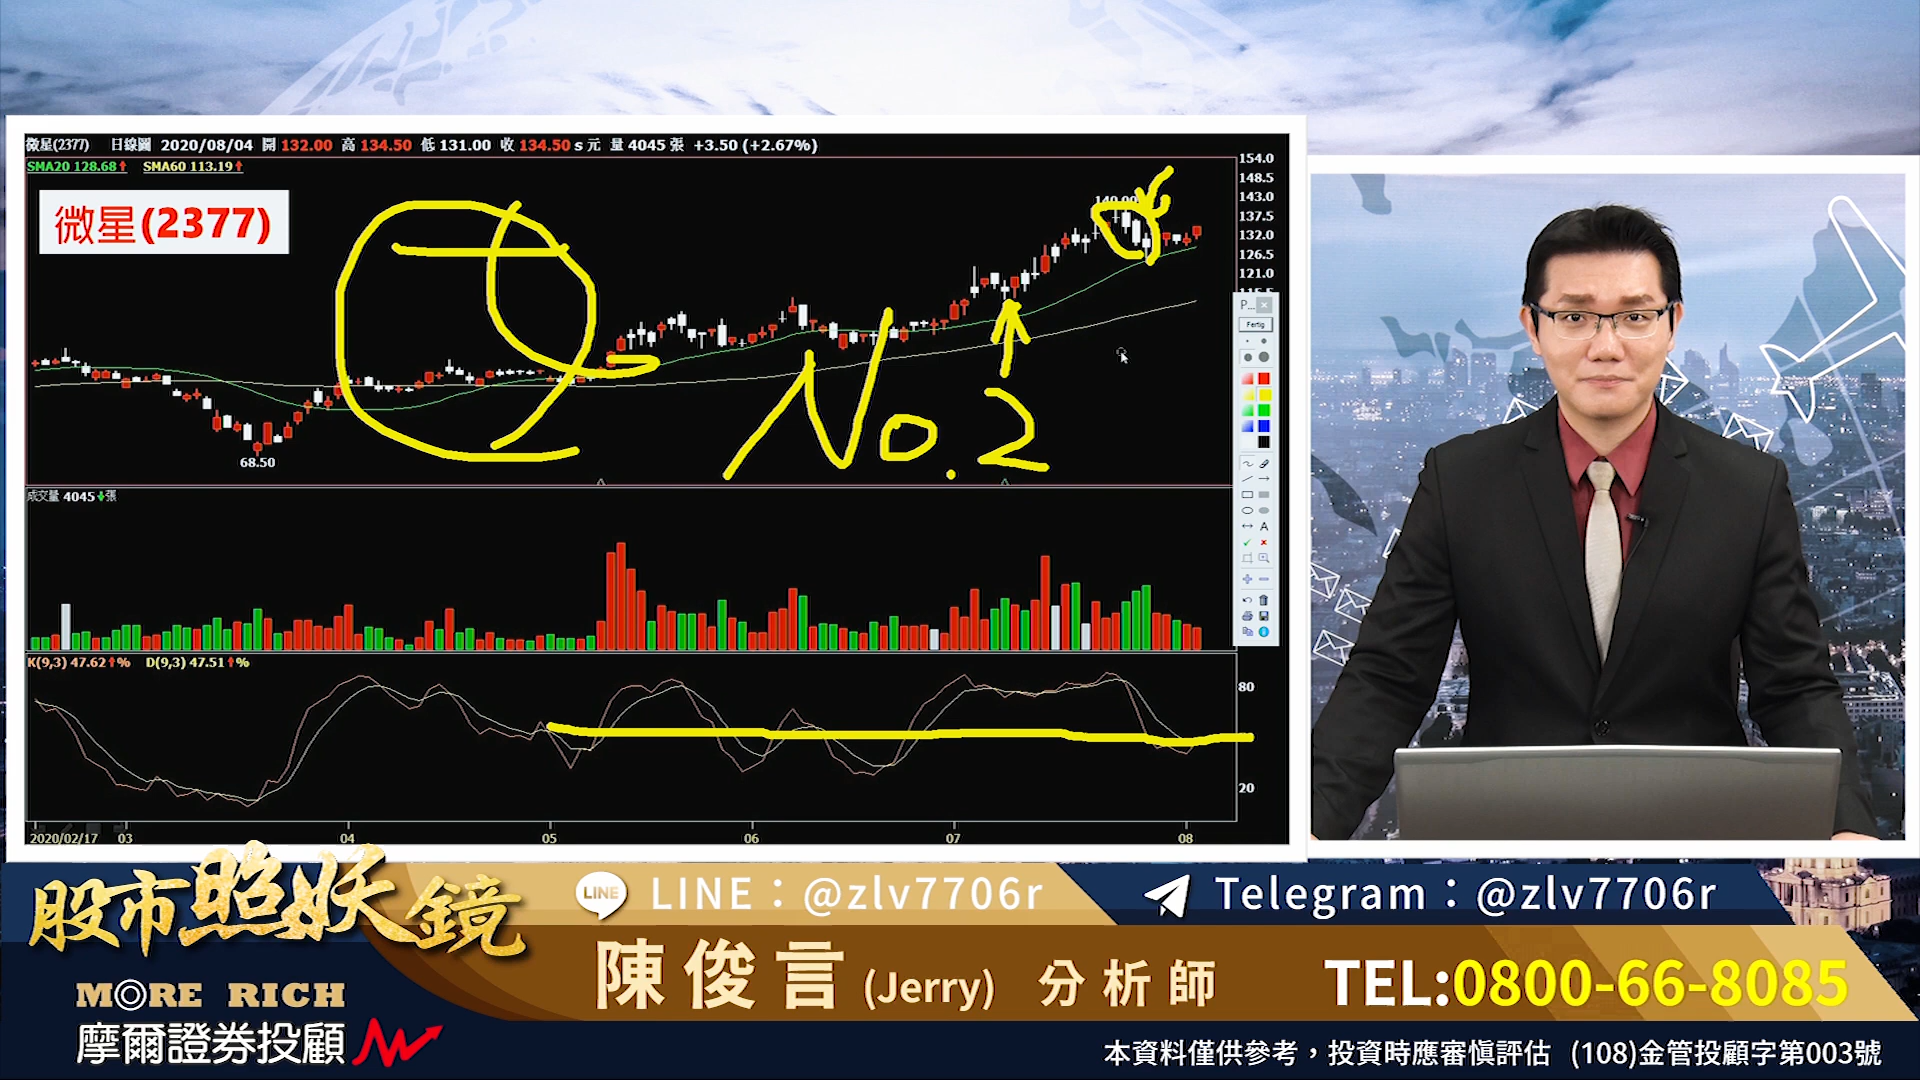 微星(2377) 日線圖 2020/08/04 開 132.00 高 134.50 低 131.00 收 134.50 s 元 量 4045 張 +3.50 (+2.67%)
SMA20 128.68↑ SMA60 113.19↑
微星(2377)
140.00
68.50
No.2
154.0
148.5
143.0
137.5
132.0
126.5
121.0
115.5
P...
Fertig
A
成交量 4045↓張
K(9,3) 47.62↑% D(9,3) 47.51↑%
80
20
2020/02/17 03 04 05 06 07 08
股市照妖鏡
LINE LINE：@zlv7706r
Telegram：@zlv7706r
陳俊言(Jerry) 分析師
TEL:0800-66-8085
MORE RICH
摩爾證券投顧
本資料僅供參考，投資時應審慎評估 (108)金管投顧字第003號